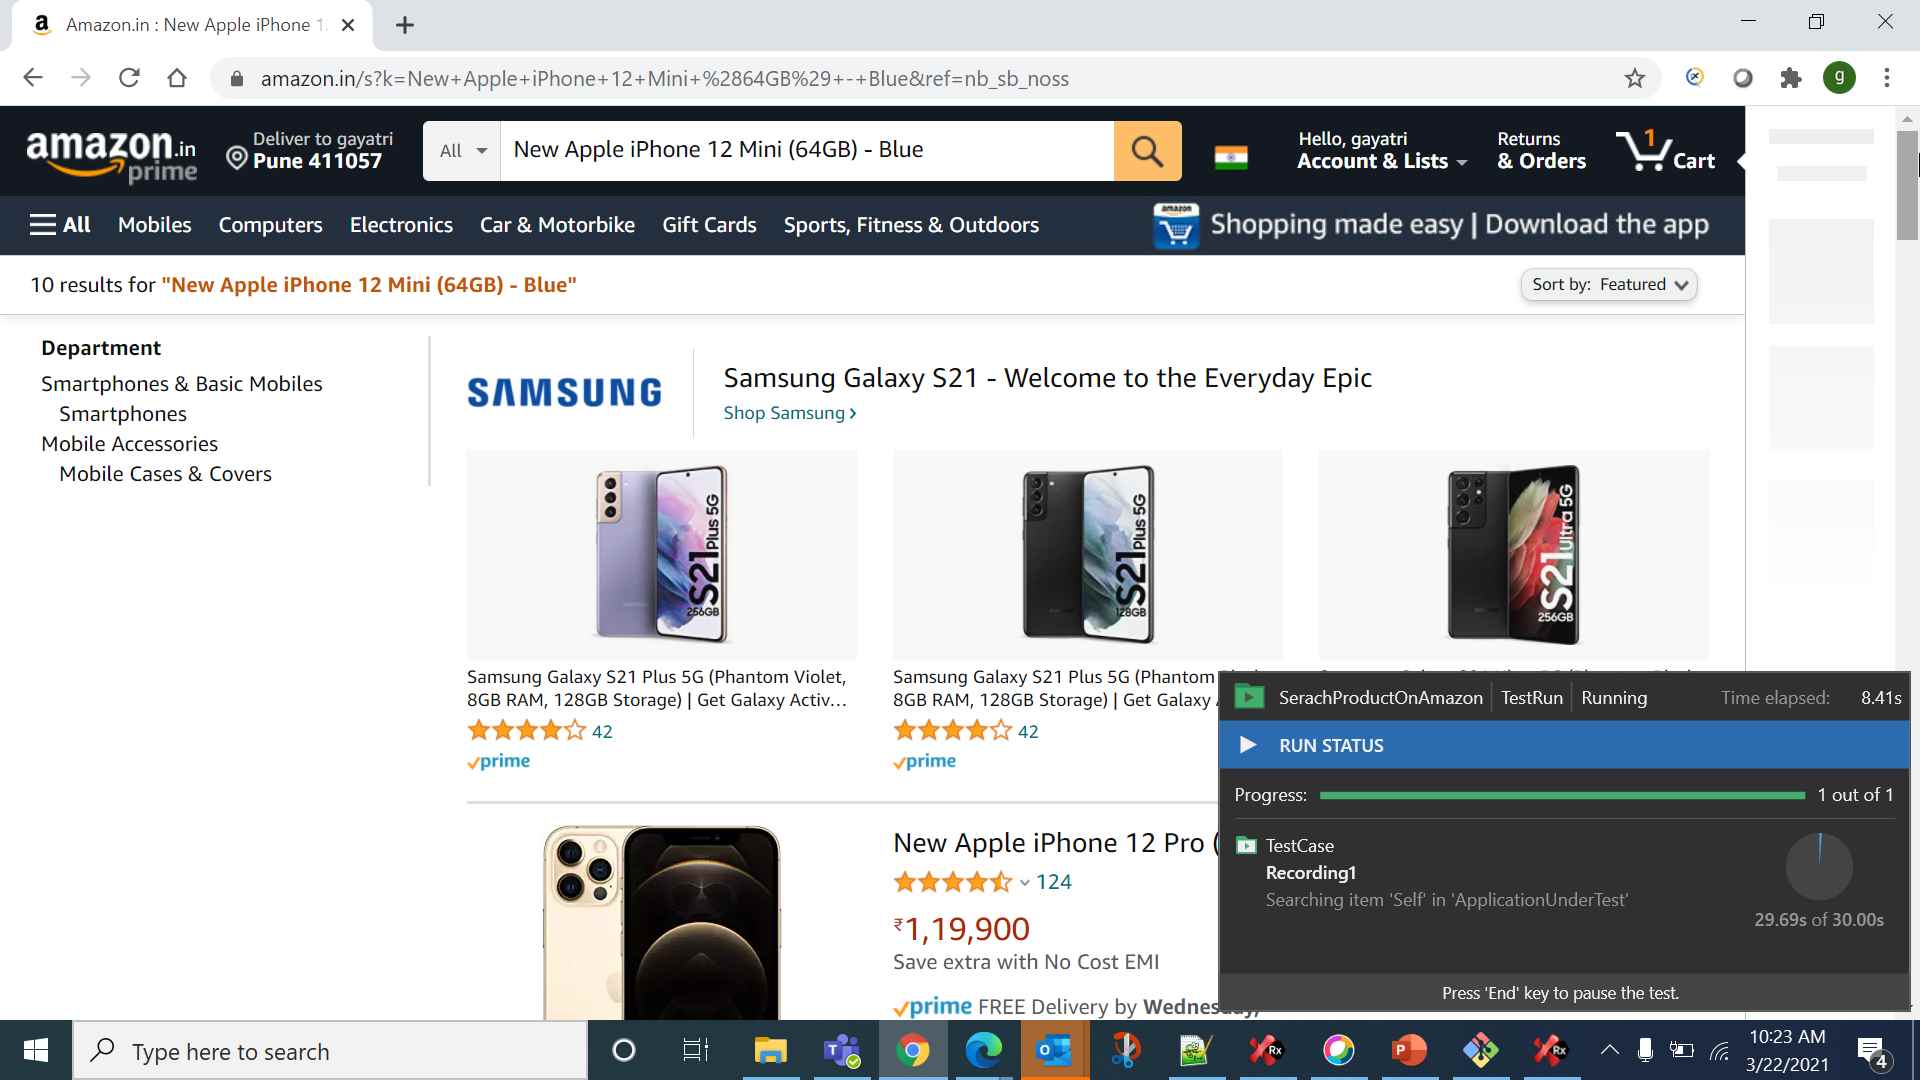 Amazon.in : New Apple iPhone 1
amazon.in/s?k=New+Apple+iPhone+12+Mini+%2864GB%29+-+Blue&ref=nb_sb_noss
g
amazon.in
prime
Deliver to gayatri
Pune 411057
All
New Apple iPhone 12 Mini (64GB) - Blue
Hello, gayatri
Account & Lists
Returns
& Orders
1
Cart
All
Mobiles
Computers
Electronics
Car & Motorbike
Gift Cards
Sports, Fitness & Outdoors
amazon
Shopping made easy | Download the app
10 results for "New Apple iPhone 12 Mini (64GB) - Blue"
Sort by: Featured
Department
Smartphones & Basic Mobiles
Smartphones
Mobile Accessories
Mobile Cases & Covers
SAMSUNG
Samsung Galaxy S21 - Welcome to the Everyday Epic
Shop Samsung ›
S21 Plus 5G
256GB
S21 Plus 5G
128GB
S21 Ultra 5G
256GB
Samsung Galaxy S21 Plus 5G (Phantom Violet,
8GB RAM, 128GB Storage) | Get Galaxy Activ…
42
prime
Samsung Galaxy S21 Plus 5G (Phantom
8GB RAM, 128GB Storage) | Get Galaxy
42
prime
New Apple iPhone 12 Pro (
124
₹1,19,900
Save extra with No Cost EMI
prime FREE Delivery by Wednesday,
SerachProductOnAmazon | TestRun | Running
Time elapsed: 8.41s
RUN STATUS
Progress: 1 out of 1
TestCase
Recording1
Searching item 'Self' in 'ApplicationUnderTest'
29.69s of 30.00s
Press 'End' key to pause the test.
Type here to search
10:23 AM
3/22/2021
4